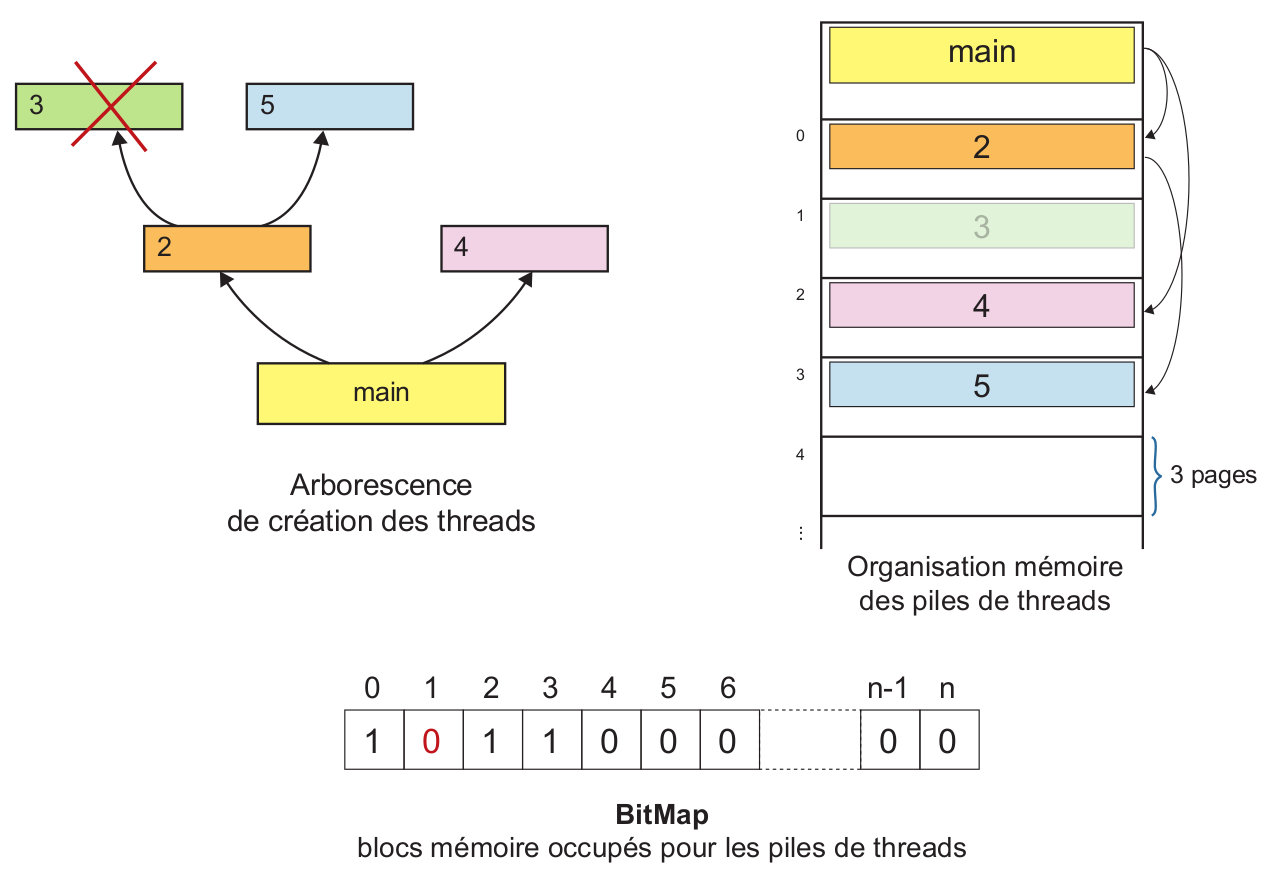 3
5
2
4
main
Arborescence
de création des threads
main
0
2
1
3
2
4
3
5
4
3 pages
⋮
Organisation mémoire
des piles de threads
0 1 2 3 4 5 6 n-1 n
1 0 1 1 0 0 0 0 0
BitMap
blocs mémoire occupés pour les piles de threads